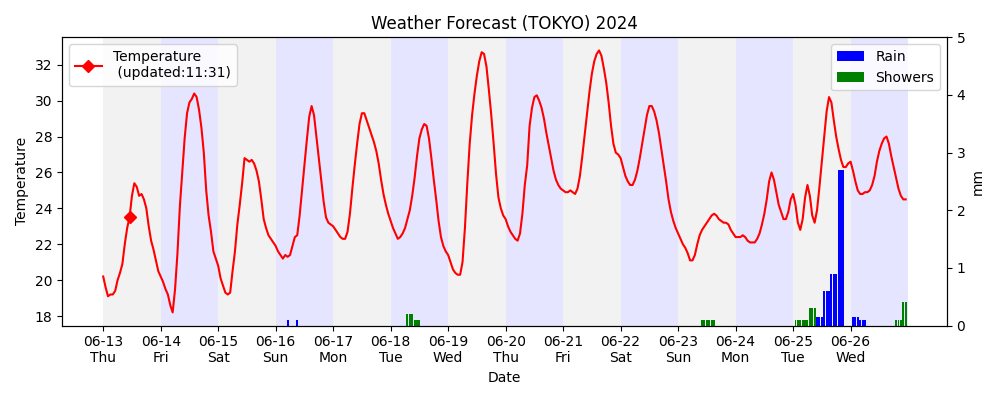 Weather Forecast (TOKYO) 2024
Temperature
(updated:11:31)
Rain
Showers
Temperature
32
30
28
26
24
22
20
18
5
4
3
2
1
0
mm
06-13 06-14 06-15 06-16 06-17 06-18 06-19 06-20 06-21 06-22 06-23 06-24 06-25 06-26
Thu Fri Sat Sun Mon Tue Wed Thu Fri Sat Sun Mon Tue Wed
Date